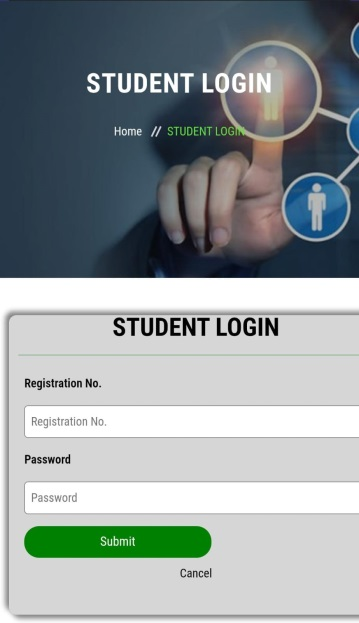 STUDENT LOGIN
Home // STUDENT LOGIN
STUDENT LOGIN
Registration No.
Registration No.
Password
Password
Submit
Cancel